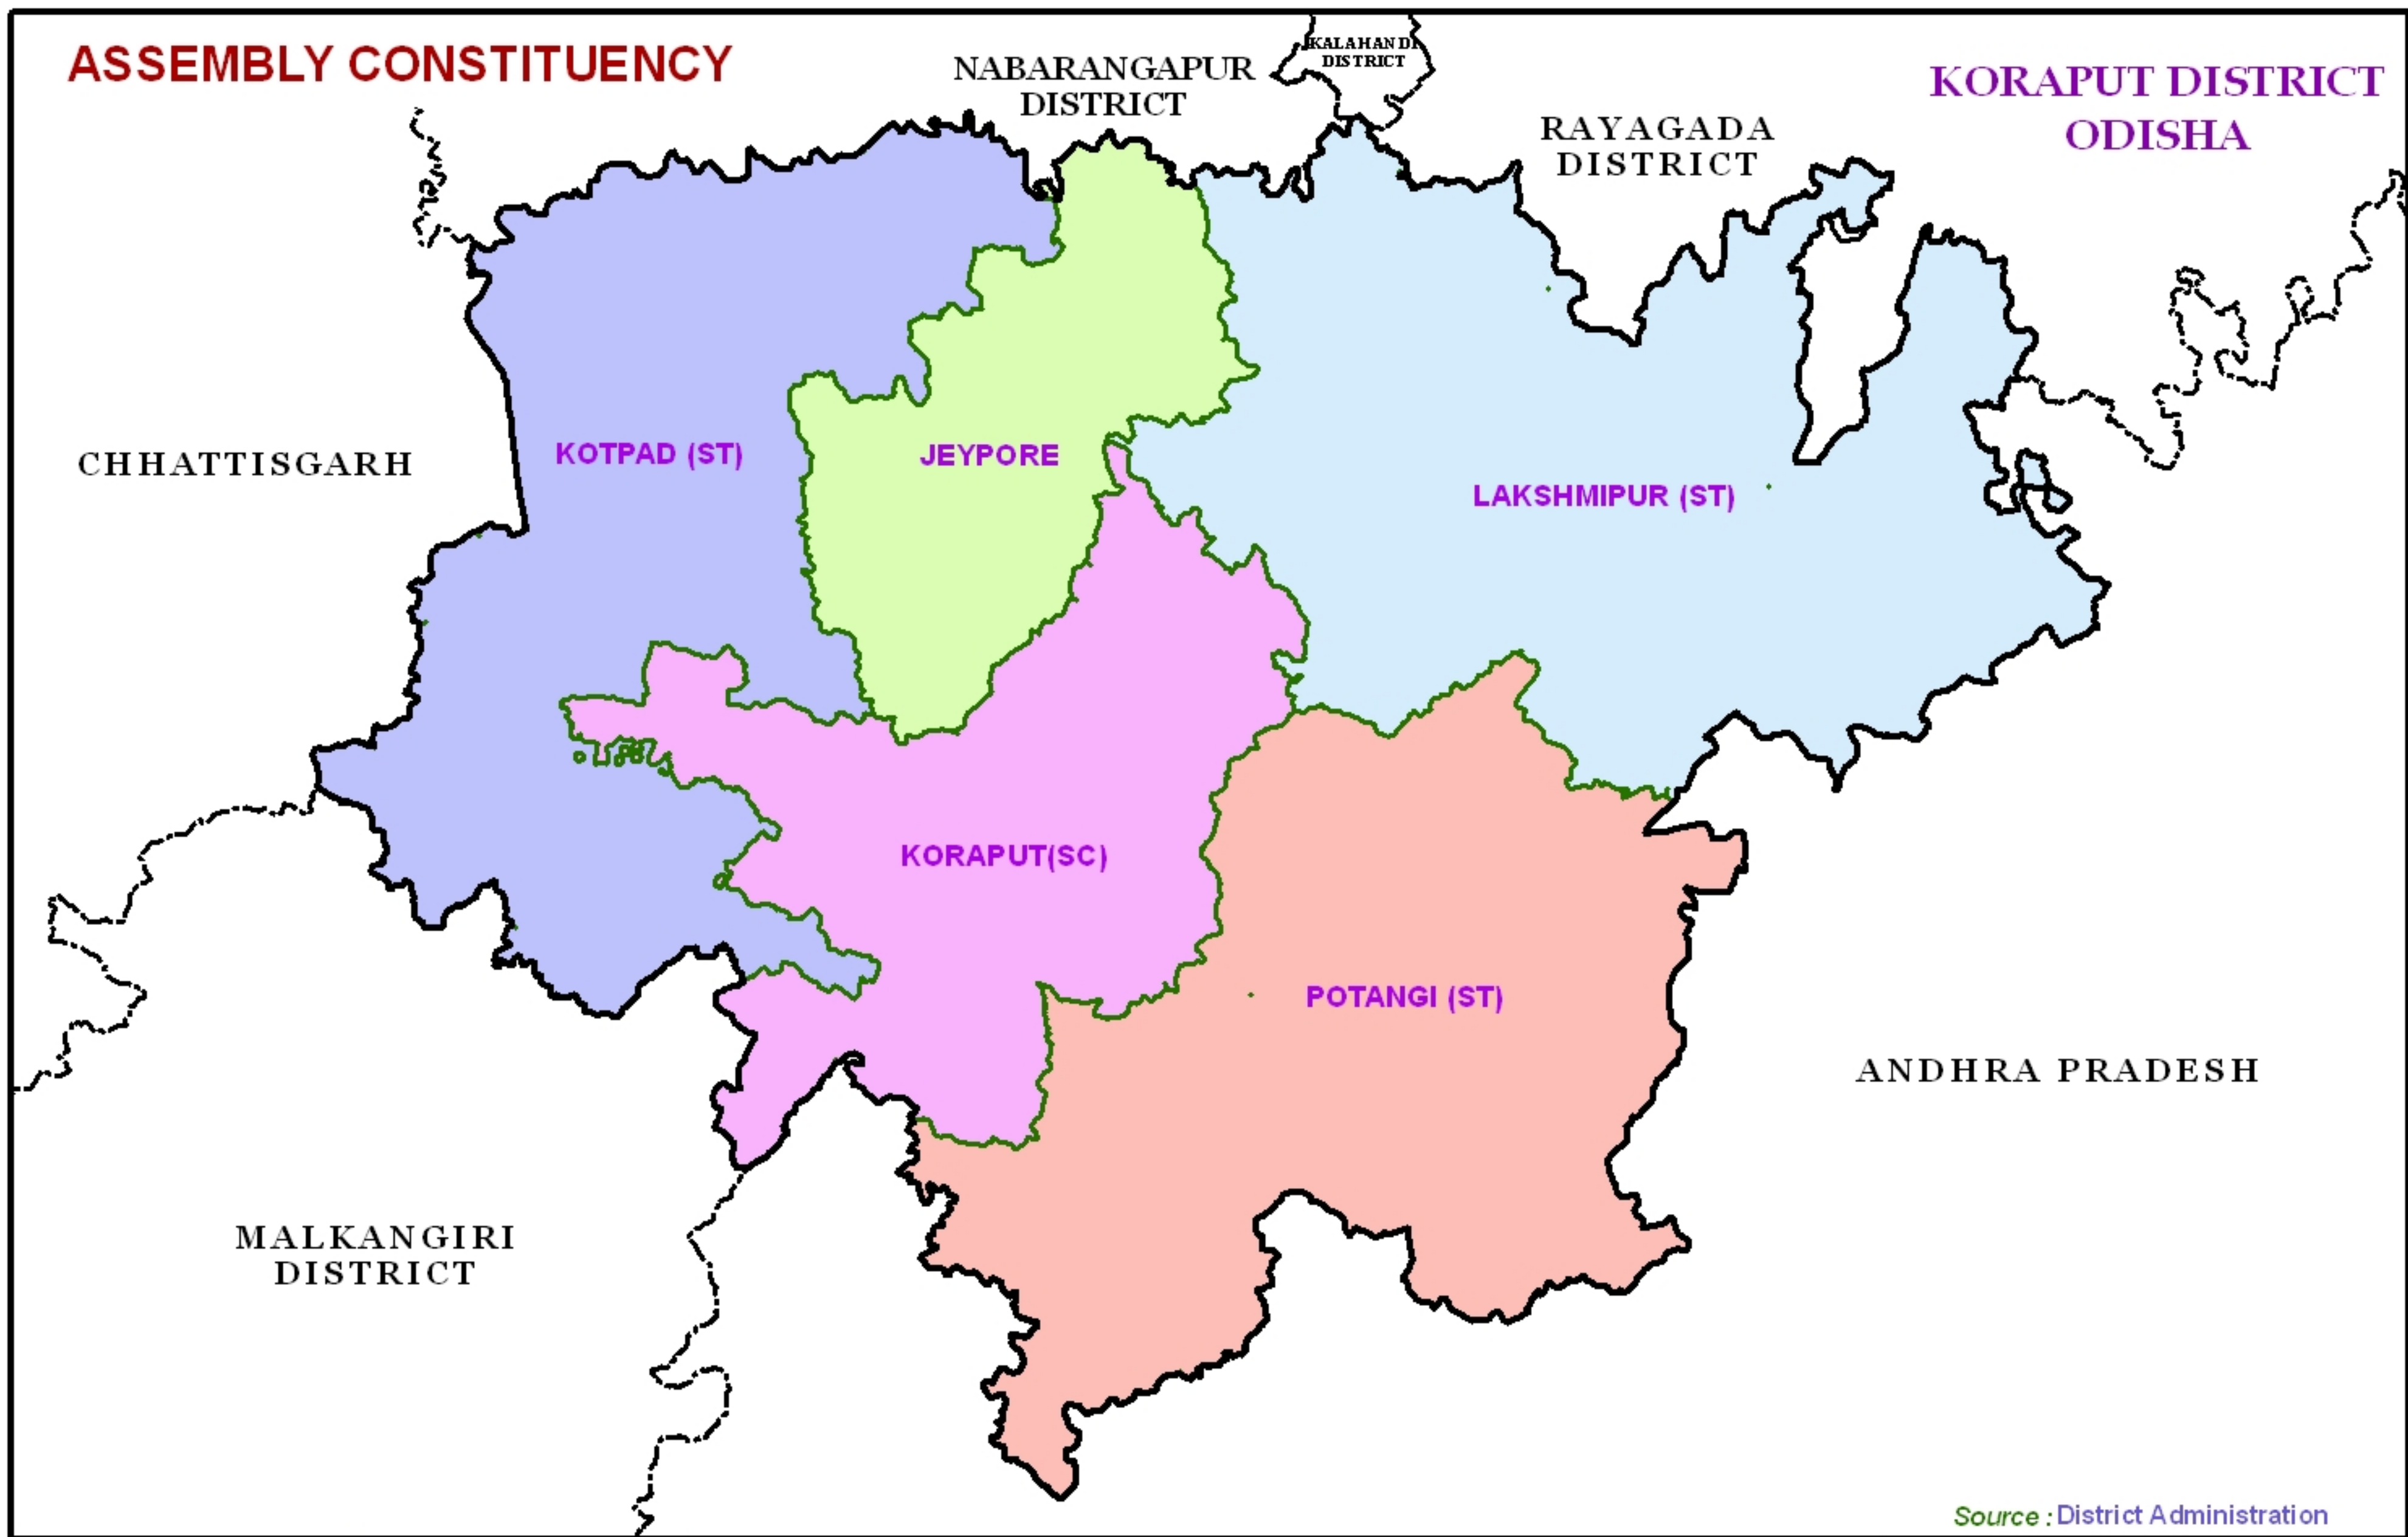 ASSEMBLY CONSTITUENCY
NABARANGAPUR
DISTRICT
KALAHANDI
DISTRICT
KORAPUT DISTRICT
ODISHA
RAYAGADA
DISTRICT
CHHATTISGARH
KOTPAD (ST)
JEYPORE
LAKSHMIPUR (ST)
KORAPUT(SC)
POTANGI (ST)
ANDHRA PRADESH
MALKANGIRI
DISTRICT
Source : District Administration